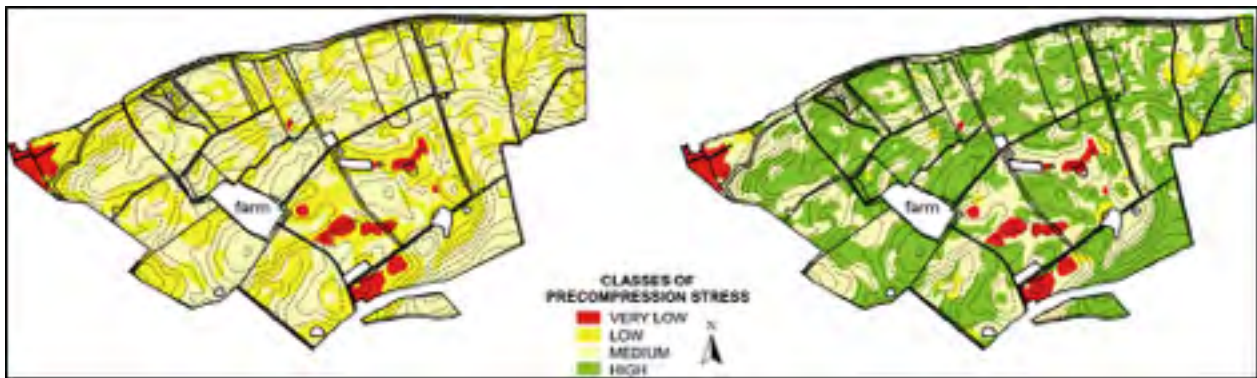 farm
farm
CLASSES OF
PRECOMPRESSION STRESS
VERY LOW
LOW
MEDIUM
HIGH
N